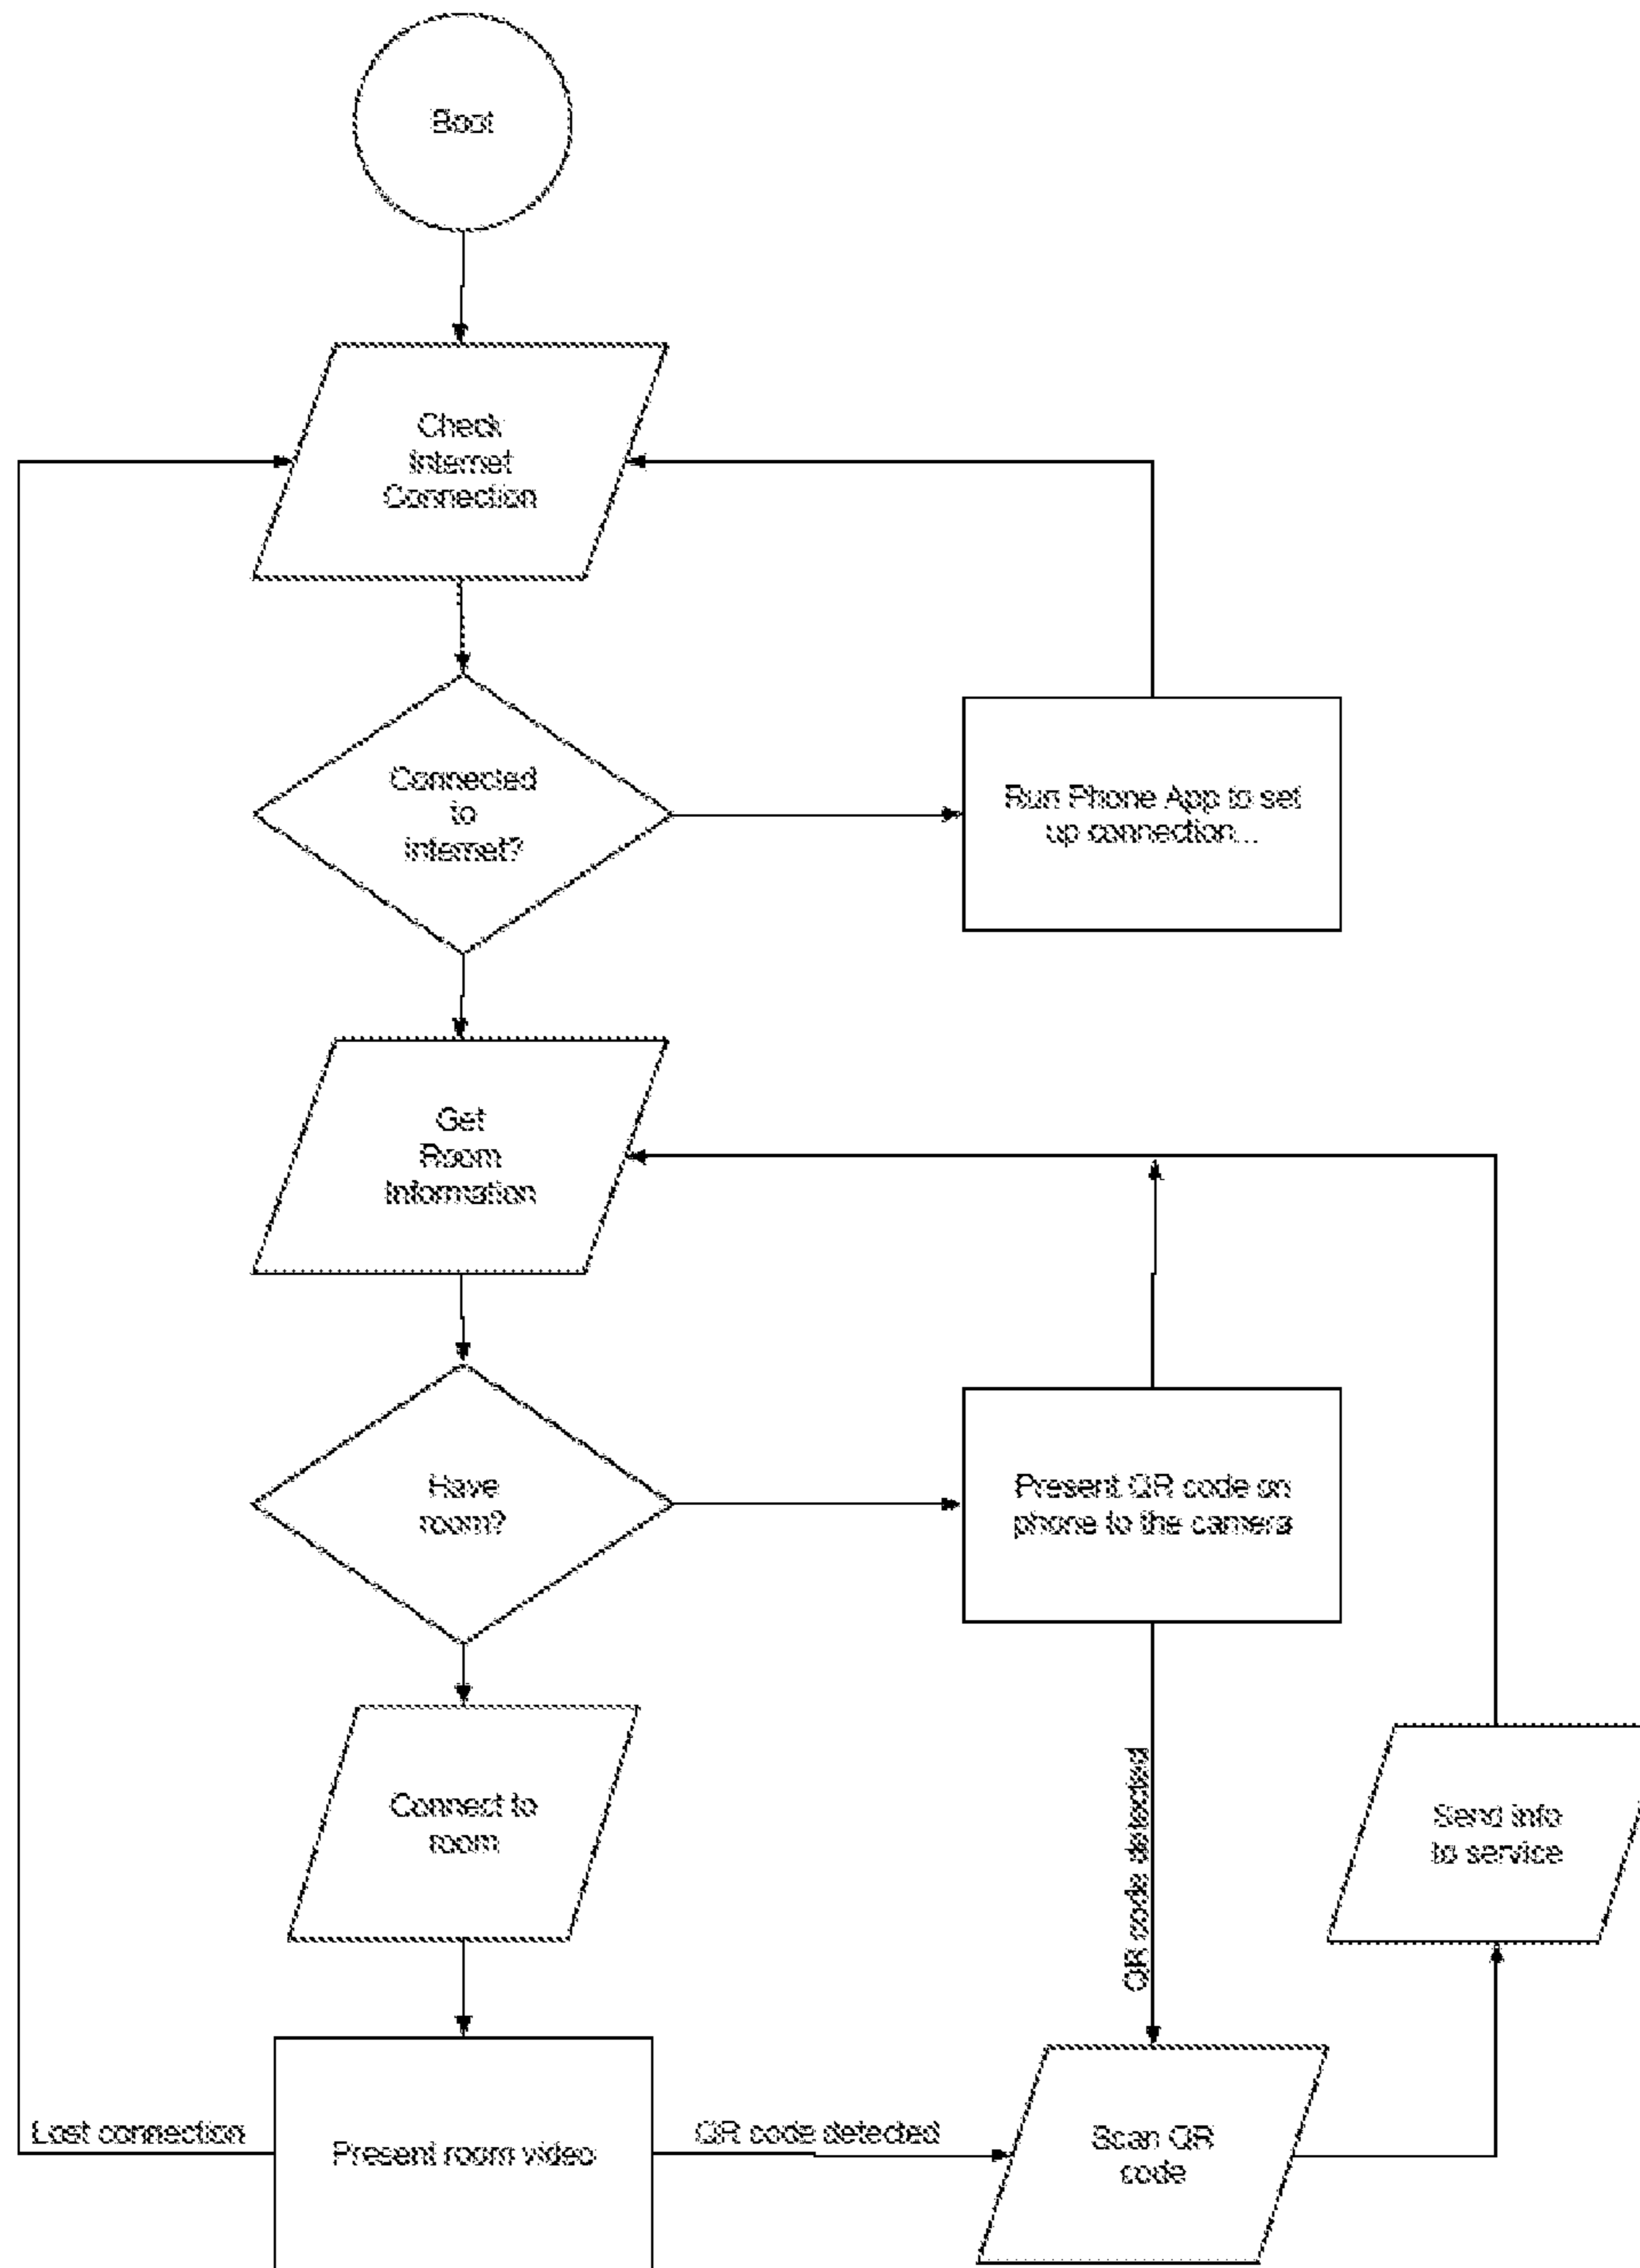 Boot
Check
Internet
Connection
Connected
to
internet?
Run Phone App to set
up connection...
Get
Room
Information
Have
room?
Present QR code on
phone to the camera
Connect to
room
QR code detected
Send info
to service
Lost connection
Present room video
QR code detected
Scan QR
code